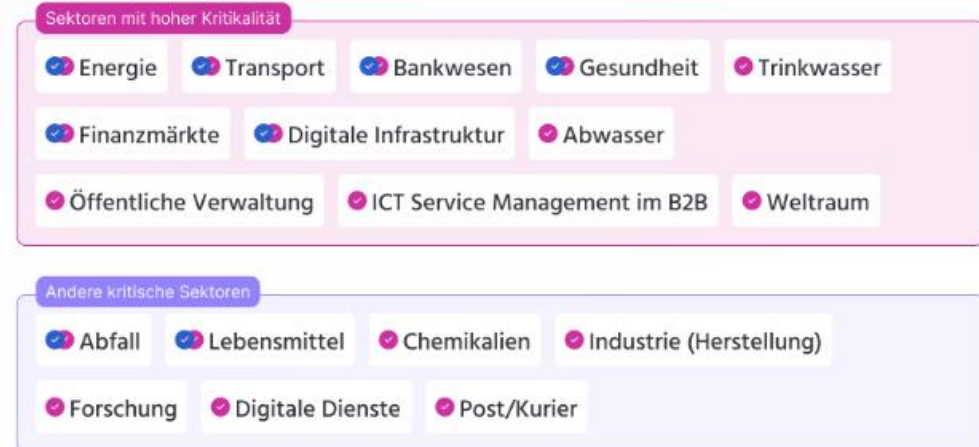 Sektoren mit hoher Kritikalität
Energie Transport Bankwesen Gesundheit Trinkwasser
Finanzmärkte Digitale Infrastruktur Abwasser
Öffentliche Verwaltung ICT Service Management im B2B Weltraum
Andere kritische Sektoren
Abfall Lebensmittel Chemikalien Industrie (Herstellung)
Forschung Digitale Dienste Post/Kurier